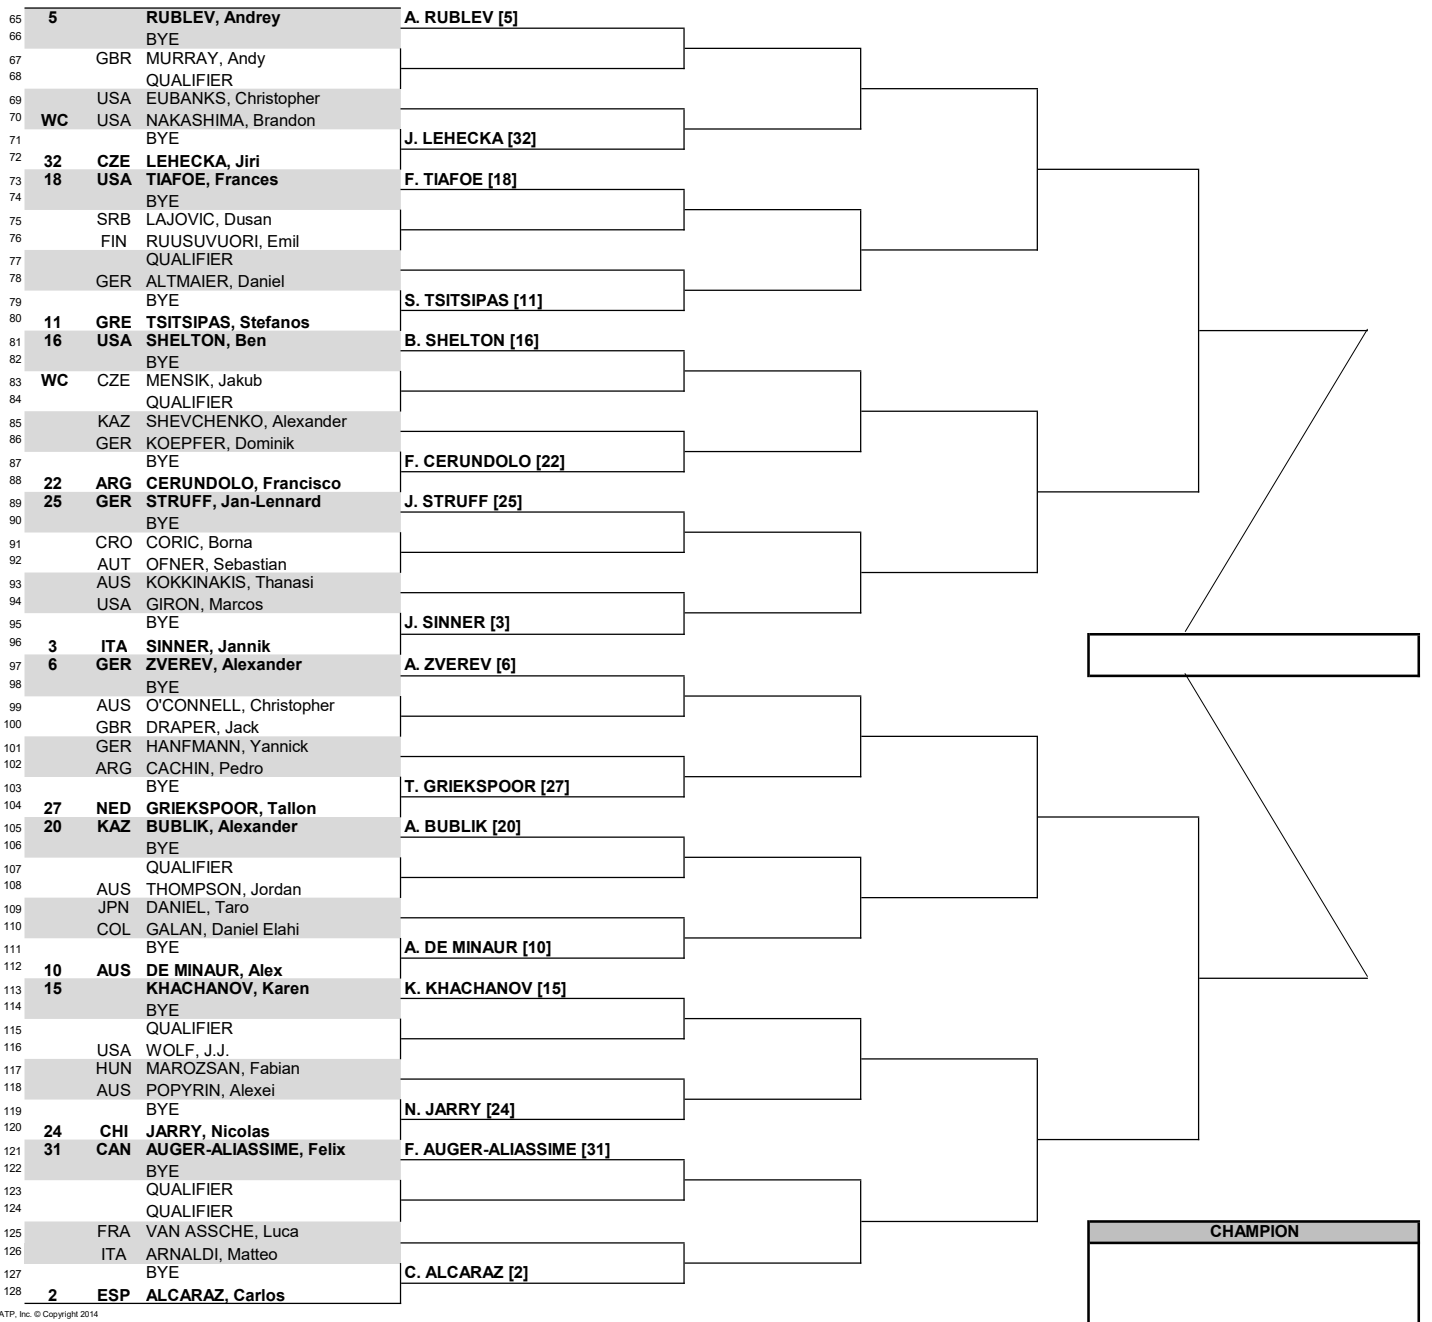 65 5 RUBLEV, Andrey A. RUBLEV [5]
66 BYE
67 GBR MURRAY, Andy
68 QUALIFIER
69 USA EUBANKS, Christopher
70 WC USA NAKASHIMA, Brandon
71 BYE J. LEHECKA [32]
72 32 CZE LEHECKA, Jiri
73 18 USA TIAFOE, Frances F. TIAFOE [18]
74 BYE
75 SRB LAJOVIC, Dusan
76 FIN RUUSUVUORI, Emil
77 QUALIFIER
78 GER ALTMAIER, Daniel
79 BYE S. TSITSIPAS [11]
80 11 GRE TSITSIPAS, Stefanos
81 16 USA SHELTON, Ben B. SHELTON [16]
82 BYE
83 WC CZE MENSIK, Jakub
84 QUALIFIER
85 KAZ SHEVCHENKO, Alexander
86 GER KOEPFER, Dominik
87 BYE F. CERUNDOLO [22]
88 22 ARG CERUNDOLO, Francisco
89 25 GER STRUFF, Jan-Lennard J. STRUFF [25]
90 BYE
91 CRO CORIC, Borna
92 AUT OFNER, Sebastian
93 AUS KOKKINAKIS, Thanasi
94 USA GIRON, Marcos
95 BYE J. SINNER [3]
96 3 ITA SINNER, Jannik
97 6 GER ZVEREV, Alexander A. ZVEREV [6]
98 BYE
99 AUS O'CONNELL, Christopher
100 GBR DRAPER, Jack
101 GER HANFMANN, Yannick
102 ARG CACHIN, Pedro
103 BYE T. GRIEKSPOOR [27]
104 27 NED GRIEKSPOOR, Tallon
105 20 KAZ BUBLIK, Alexander A. BUBLIK [20]
106 BYE
107 QUALIFIER
108 AUS THOMPSON, Jordan
109 JPN DANIEL, Taro
110 COL GALAN, Daniel Elahi
111 BYE A. DE MINAUR [10]
112 10 AUS DE MINAUR, Alex
113 15 KHACHANOV, Karen K. KHACHANOV [15]
114 BYE
115 QUALIFIER
116 USA WOLF, J.J.
117 HUN MAROZSAN, Fabian
118 AUS POPYRIN, Alexei
119 BYE N. JARRY [24]
120 24 CHI JARRY, Nicolas
121 31 CAN AUGER-ALIASSIME, Felix F. AUGER-ALIASSIME [31]
122 BYE
123 QUALIFIER
124 QUALIFIER
125 FRA VAN ASSCHE, Luca CHAMPION
126 ITA ARNALDI, Matteo
127 BYE C. ALCARAZ [2]
128 2 ESP ALCARAZ, Carlos
ATP, Inc. © Copyright 2014